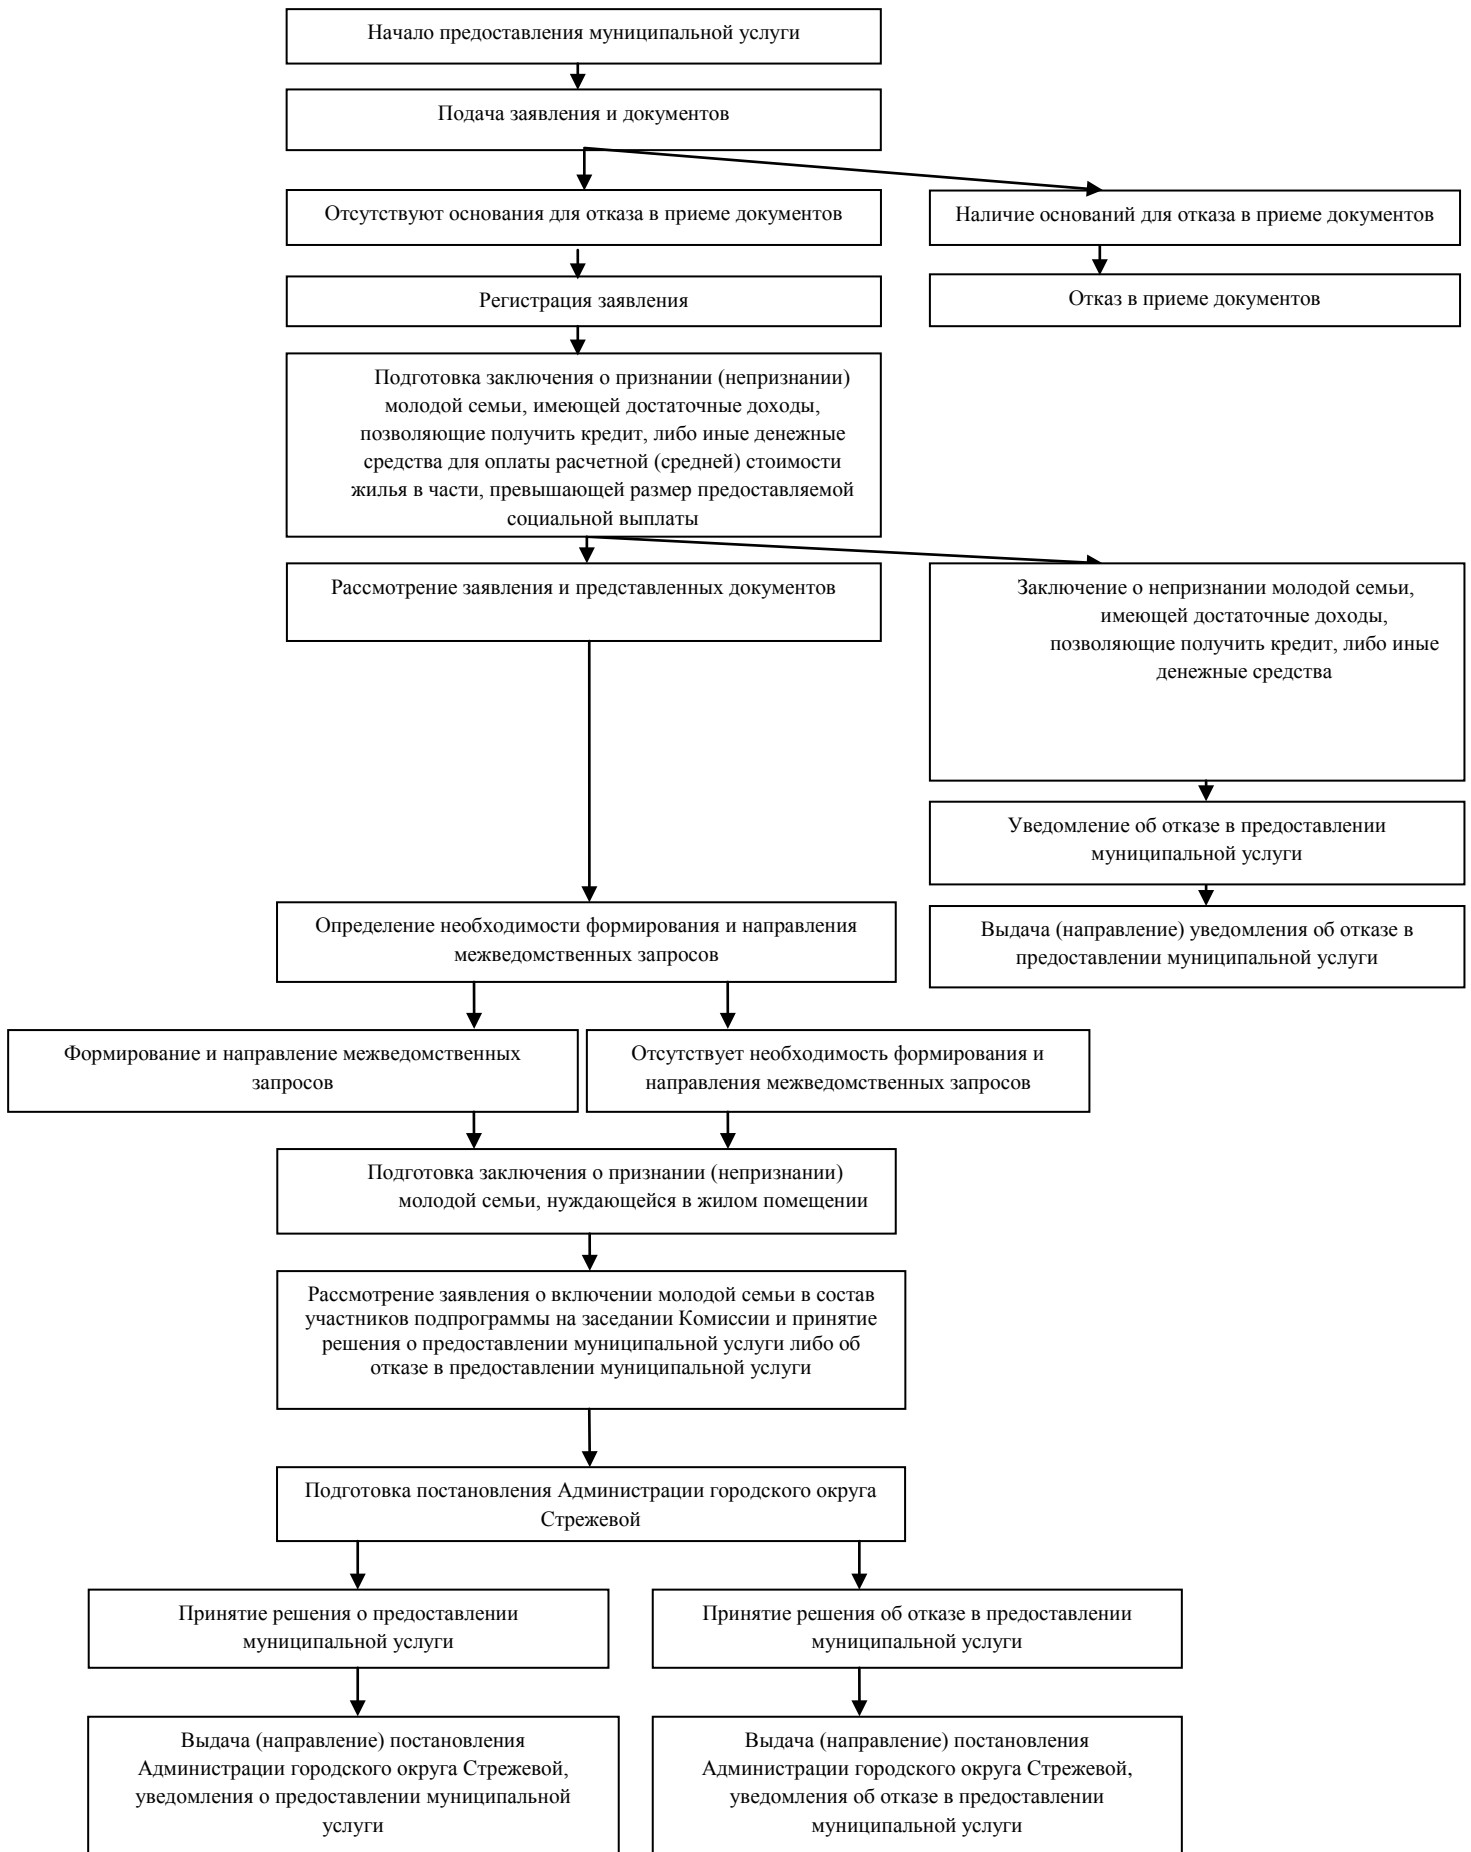 Начало предоставления муниципальной услуги
Подача заявления и документов
Отсутствуют основания для отказа в приеме документов
Наличие оснований для отказа в приеме документов
Регистрация заявления
Отказ в приеме документов
Подготовка заключения о признании (непризнании)
молодой семьи, имеющей достаточные доходы,
позволяющие получить кредит, либо иные денежные
средства для оплаты расчетной (средней) стоимости
жилья в части, превышающей размер предоставляемой
социальной выплаты
Рассмотрение заявления и представленных документов
Заключение о непризнании молодой семьи,
имеющей достаточные доходы,
позволяющие получить кредит, либо иные
денежные средства
Уведомление об отказе в предоставлении
муниципальной услуги
Определение необходимости формирования и направления
межведомственных запросов
Выдача (направление) уведомления об отказе в
предоставлении муниципальной услуги
Формирование и направление межведомственных
запросов
Отсутствует необходимость формирования и
направления межведомственных запросов
Подготовка заключения о признании (непризнании)
молодой семьи, нуждающейся в жилом помещении
Рассмотрение заявления о включении молодой семьи в состав
участников подпрограммы на заседании Комиссии и принятие
решения о предоставлении муниципальной услуги либо об
отказе в предоставлении муниципальной услуги
Подготовка постановления Администрации городского округа
Стрежевой
Принятие решения о предоставлении
муниципальной услуги
Принятие решения об отказе в предоставлении
муниципальной услуги
Выдача (направление) постановления
Администрации городского округа Стрежевой,
уведомления о предоставлении муниципальной
услуги
Выдача (направление) постановления
Администрации городского округа Стрежевой,
уведомления об отказе в предоставлении
муниципальной услуги